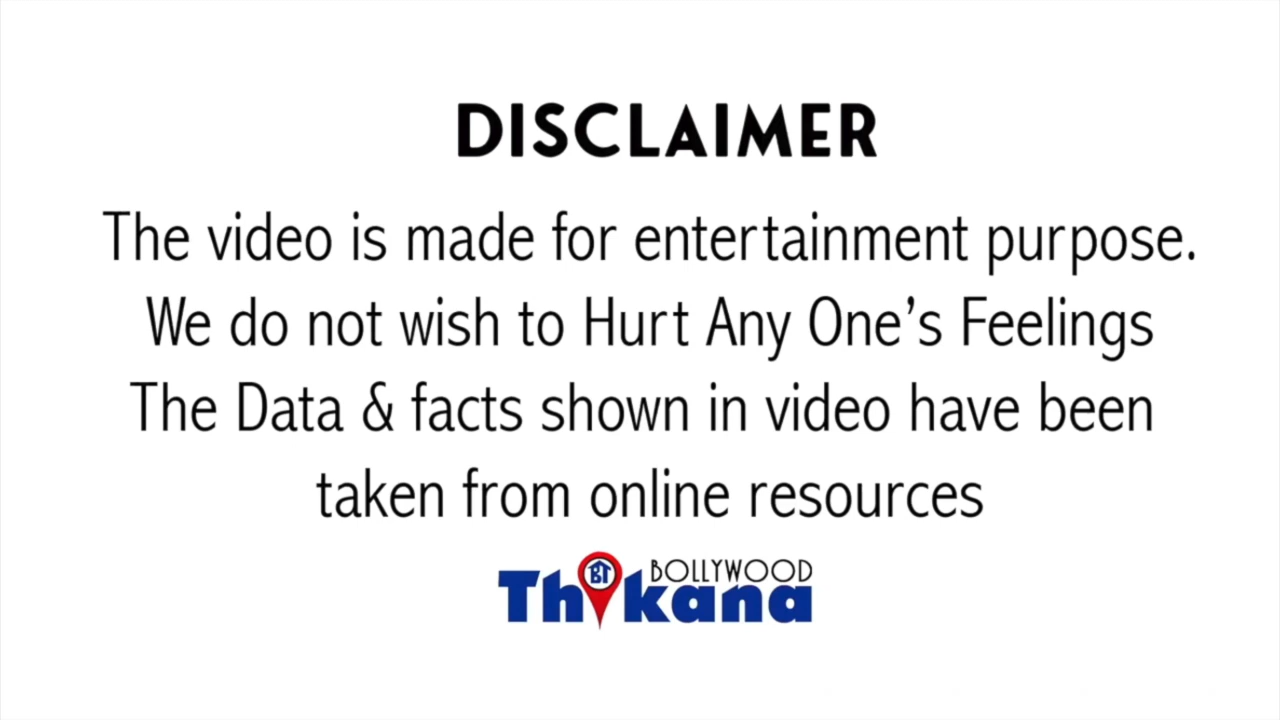 DISCLAIMER
The video is made for entertainment purpose.
We do not wish to Hurt Any One’s Feelings
The Data & facts shown in video have been
taken from online resources
BT
BOLLYWOOD
Thikana